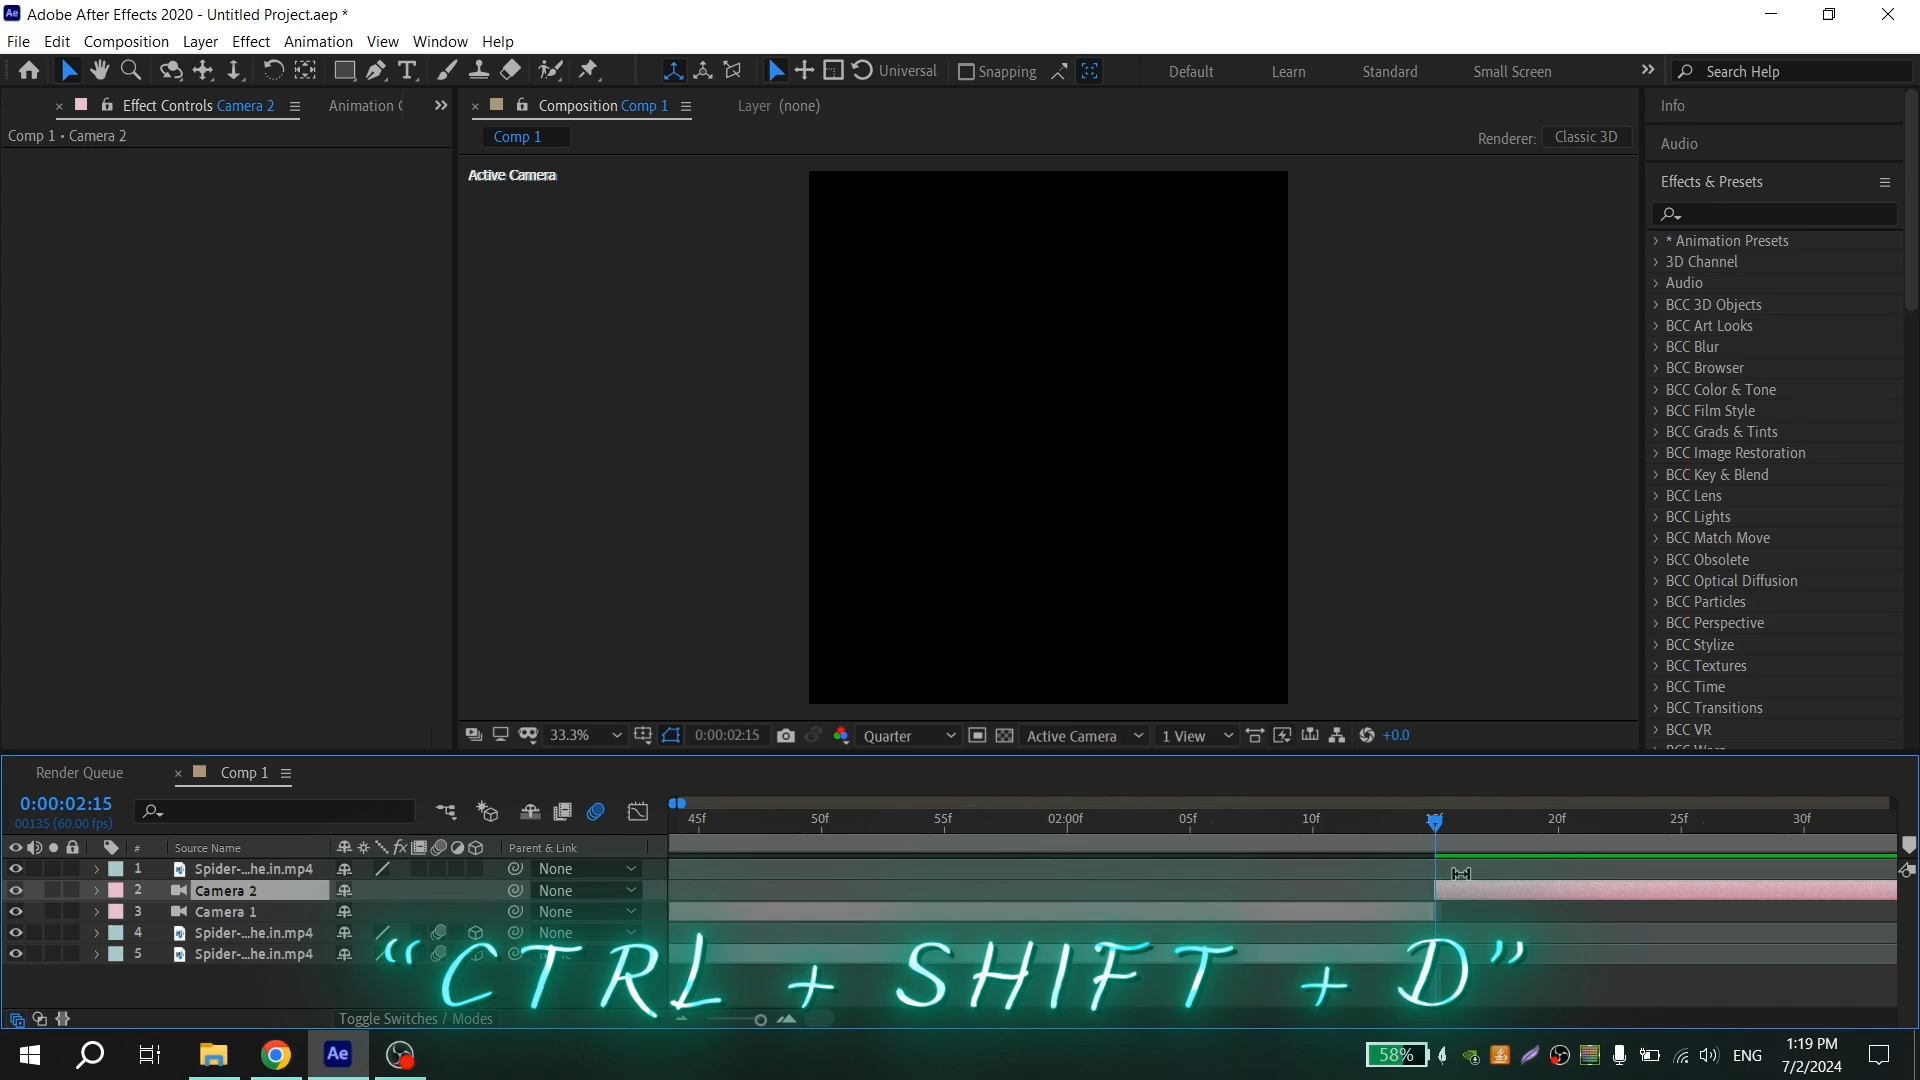 Ae Adobe After Effects 2020 - Untitled Project.aep *
File Edit Composition Layer Effect Animation View Window Help
Universal Snapping Default Learn Standard Small Screen Search Help
Effect Controls Camera 2 Animation C
Composition Comp 1 Layer (none)
Info
Comp 1 • Camera 2
Comp 1
Renderer: Classic 3D
Audio
Active Camera
Effects & Presets
* Animation Presets
3D Channel
Audio
BCC 3D Objects
BCC Art Looks
BCC Blur
BCC Browser
BCC Color & Tone
BCC Film Style
BCC Grads & Tints
BCC Image Restoration
BCC Key & Blend
BCC Lens
BCC Lights
BCC Match Move
BCC Obsolete
BCC Optical Diffusion
BCC Particles
BCC Perspective
BCC Stylize
BCC Textures
BCC Time
BCC Transitions
BCC VR
33.3% 0:00:02:15 Quarter Active Camera 1 View +0.0
Render Queue Comp 1
0:00:02:15
00135 (60.00 fps)
45f 50f 55f 02:00f 05f 10f 20f 25f 30f
# Source Name fx Parent & Link
1 Spider-...he.in.mp4 None
2 Camera 2 None
3 Camera 1 None
4 Spider-...he.in.mp4 None
5 Spider-...he.in.mp4
“CTRL + SHIFT + D”
Toggle Switches / Modes
Ae 58% ENG 1:19 PM
7/2/2024